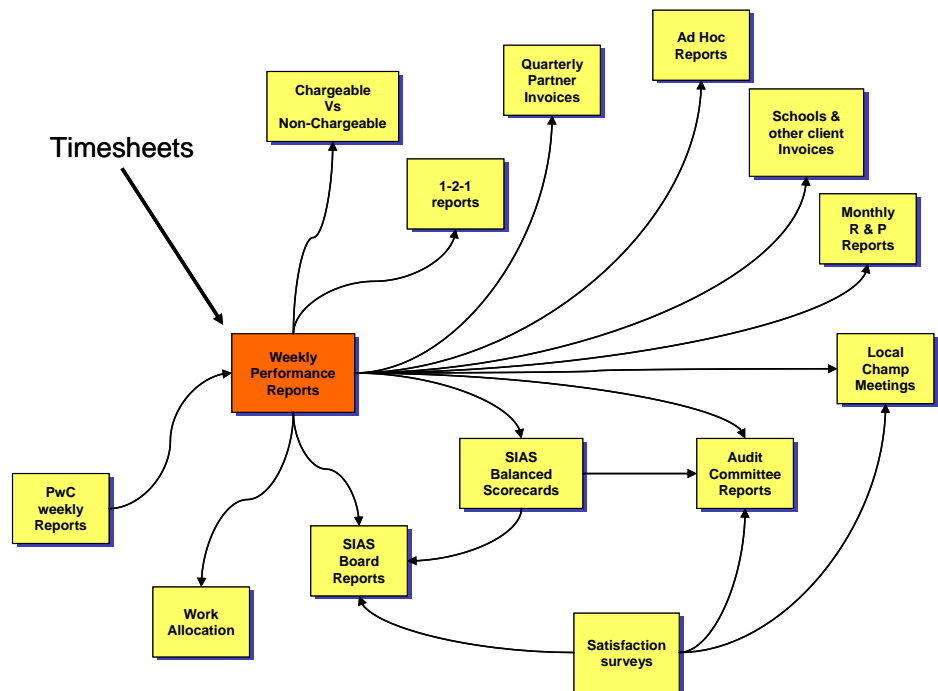 Ad Hoc
Reports
Quarterly
Partner
Invoices
Chargeable
Vs
Non-Chargeable
Schools &
other client
Invoices
Timesheets
1-2-1
reports
Monthly
R & P
Reports
Weekly
Performance
Reports
Local
Champ
Meetings
SIAS
Balanced
Scorecards
Audit
Committee
Reports
PwC
weekly
Reports
SIAS
Board
Reports
Work
Allocation
Satisfaction
surveys